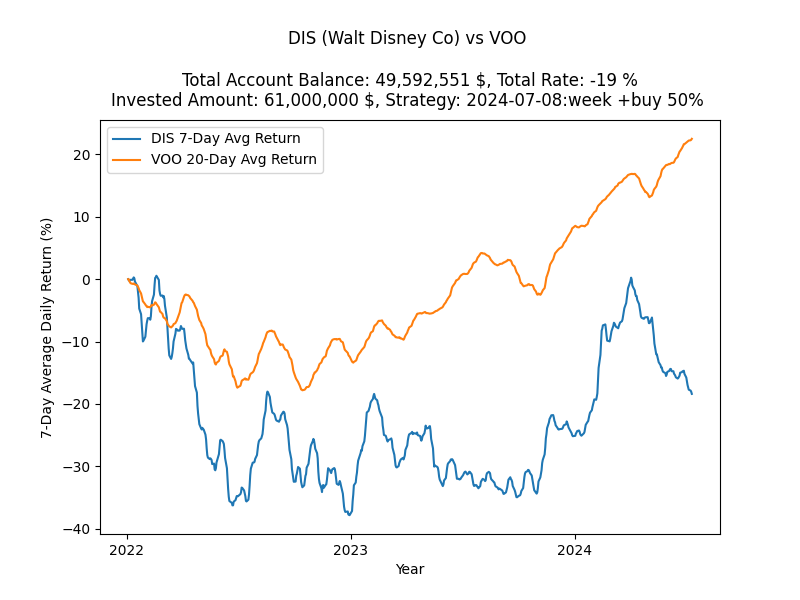 DIS (Walt Disney Co) vs VOO
Total Account Balance: 49,592,551 $, Total Rate: -19 %
Invested Amount: 61,000,000 $, Strategy: 2024-07-08:week +buy 50%
DIS 7-Day Avg Return
VOO 20-Day Avg Return
7-Day Average Daily Return (%)
20
10
0
−10
−20
−30
−40
2022
2023
2024
Year